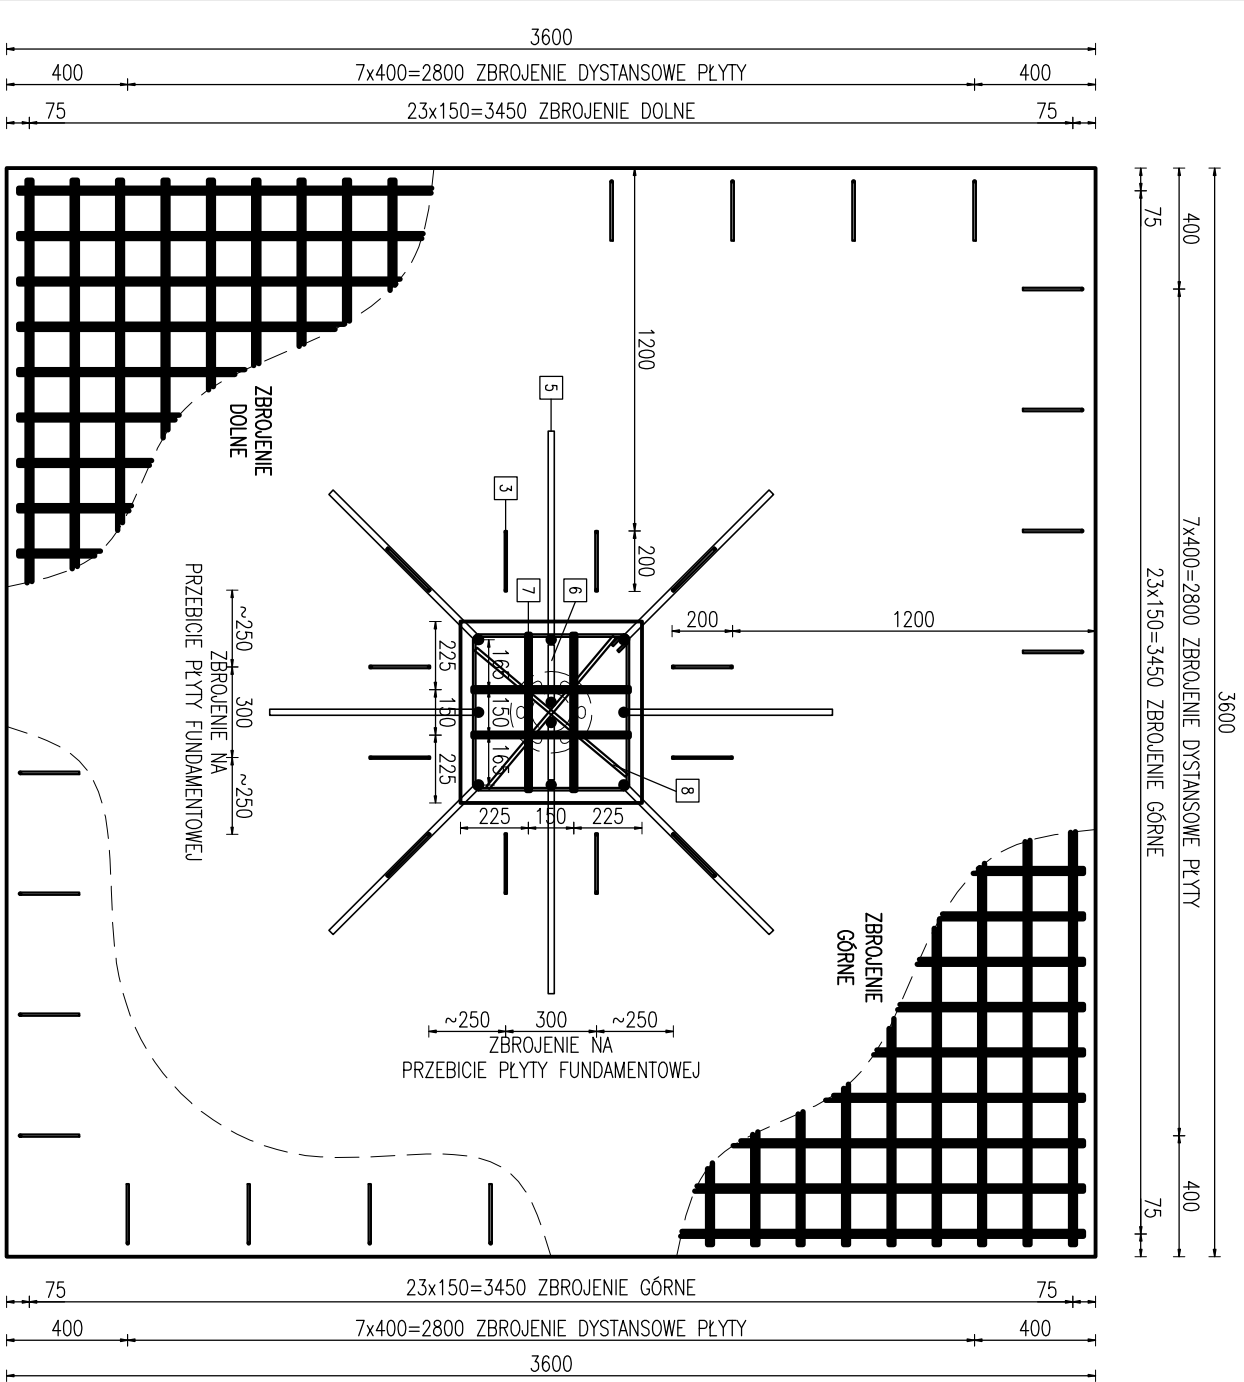 3600
400
7x400=2800 ZBROJENIE DYSTANSOWE PŁYTY
400
75
23x150=3450 ZBROJENIE DOLNE
75
75
400
1200
5
ZBROJENIE
DOLNE
3
200
7
6
7x400=2800 ZBROJENIE DYSTANSOWE PŁYTY
23x150=3450 ZBROJENIE GÓRNE
3600
ZBROJENIE NA
PRZEBICIE PŁYTY FUNDAMENTOWEJ
~250
300
~250
200
1200
225
150
225
165
150
165
8
225
150
225
ZBROJENIE
GÓRNE
~250
300
~250
ZBROJENIE NA
PRZEBICIE PŁYTY FUNDAMENTOWEJ
75
400
75
23x150=3450 ZBROJENIE GÓRNE
75
400
7x400=2800 ZBROJENIE DYSTANSOWE PŁYTY
400
3600